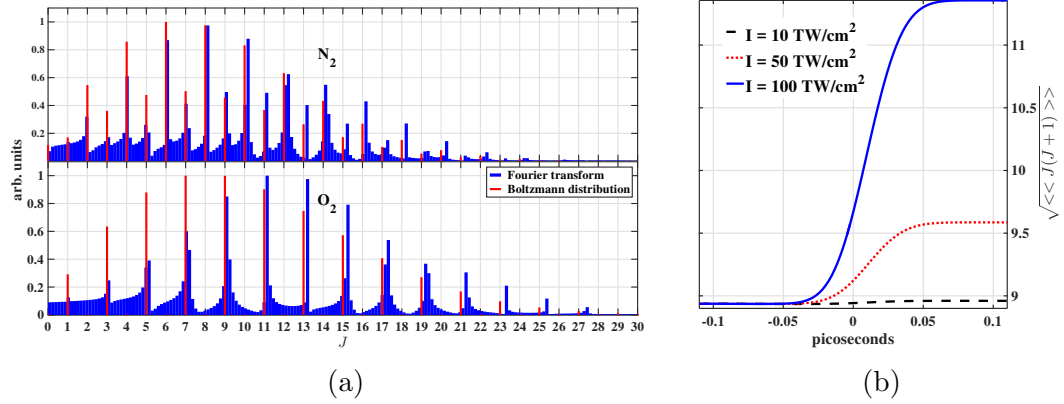 1
0.8
0.6
0.4
0.2
N2
1
0.8
0.6
0.4
0.2
0
O2
Fourier transform
Boltzmann distribution
arb. units
0 1 2 3 4 5 6 7 8 9 10 11 12 13 14 15 16 17 18 19 20 21 22 23 24 25 26 27 28 29 30
J
(a)
I = 10 TW/cm²
I = 50 TW/cm²
I = 100 TW/cm²
11
10.5
10
9.5
9
√<< J(J + 1) >>
-0.1 -0.05 0 0.05 0.1
picoseconds
(b)